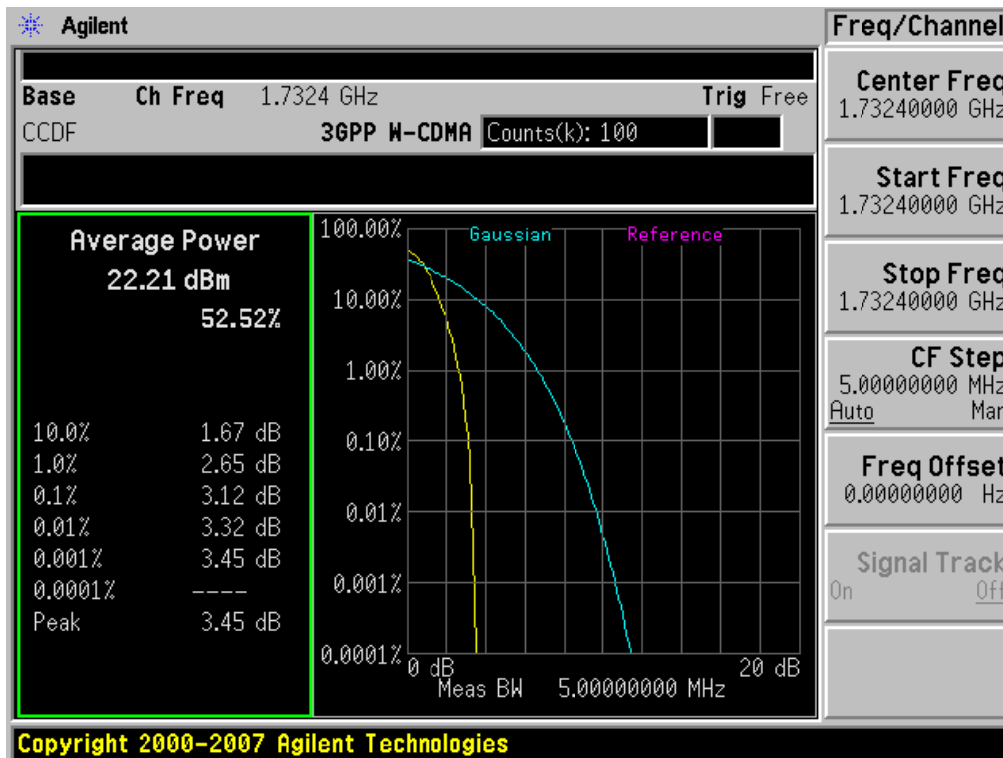 Agilent
Freq/Channel
Base Ch Freq 1.7324 GHz Trig Free
CCDF 3GPP W-CDMA Counts(k): 100
Average Power
22.21 dBm
52.52%
10.0% 1.67 dB
1.0% 2.65 dB
0.1% 3.12 dB
0.01% 3.32 dB
0.001% 3.45 dB
0.0001% ----
Peak 3.45 dB
Gaussian Reference
100.00%
10.00%
1.00%
0.10%
0.01%
0.001%
0.0001%
0 dB 20 dB
Meas BW 5.00000000 MHz
Center Freq
1.73240000 GHz
Start Freq
1.73240000 GHz
Stop Freq
1.73240000 GHz
CF Step
5.00000000 MHz
Auto Man
Freq Offset
0.00000000 Hz
Signal Track
On Off
Copyright 2000-2007 Agilent Technologies